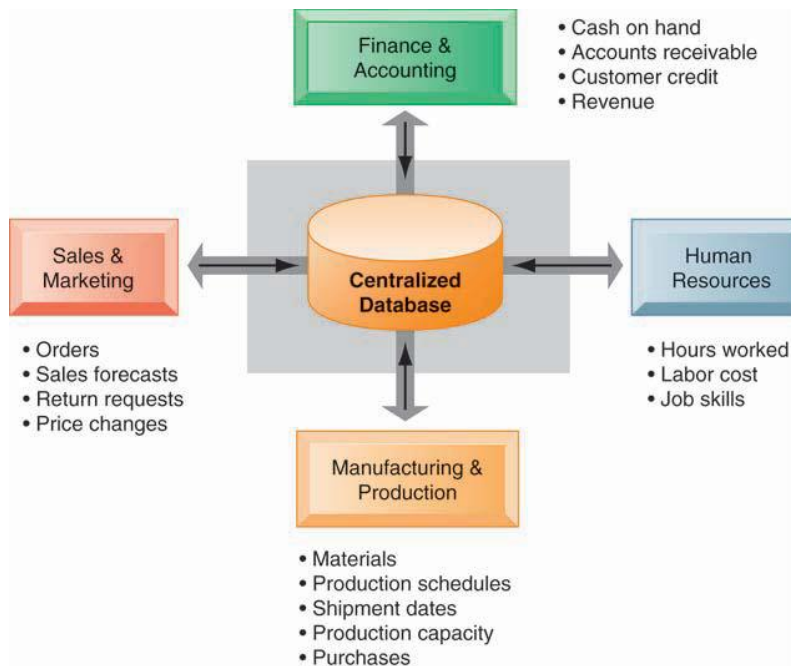 Finance &
Accounting
• Cash on hand
• Accounts receivable
• Customer credit
• Revenue
Sales &
Marketing
• Orders
• Sales forecasts
• Return requests
• Price changes
Centralized
Database
Human
Resources
• Hours worked
• Labor cost
• Job skills
Manufacturing &
Production
• Materials
• Production schedules
• Shipment dates
• Production capacity
• Purchases